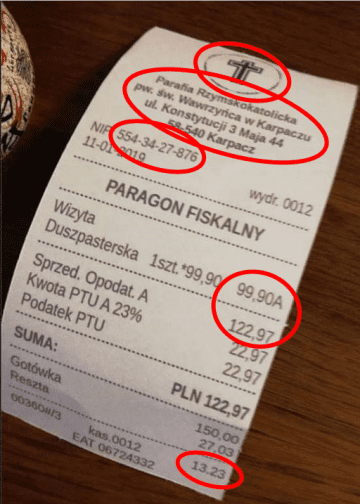 Parafia Rzymskokatolicka
pw. św. Wawrzyńca w Karpaczu
ul. Konstytucji 3 Maja 44
58-540 Karpacz
NIP 554-34-27-876
11-01-2019 wydr. 0012
PARAGON FISKALNY
Wizyta
Duszpasterska 1szt.*99,90 99,90A
Sprzed. Opodat. A 122,97
Kwota PTU A 23% 22,97
Podatek PTU 22,97
SUMA: PLN 122,97
Gotówka 150,00
Reszta 27,03
00360#/3 kas.0012 13.23
EAT 06724332